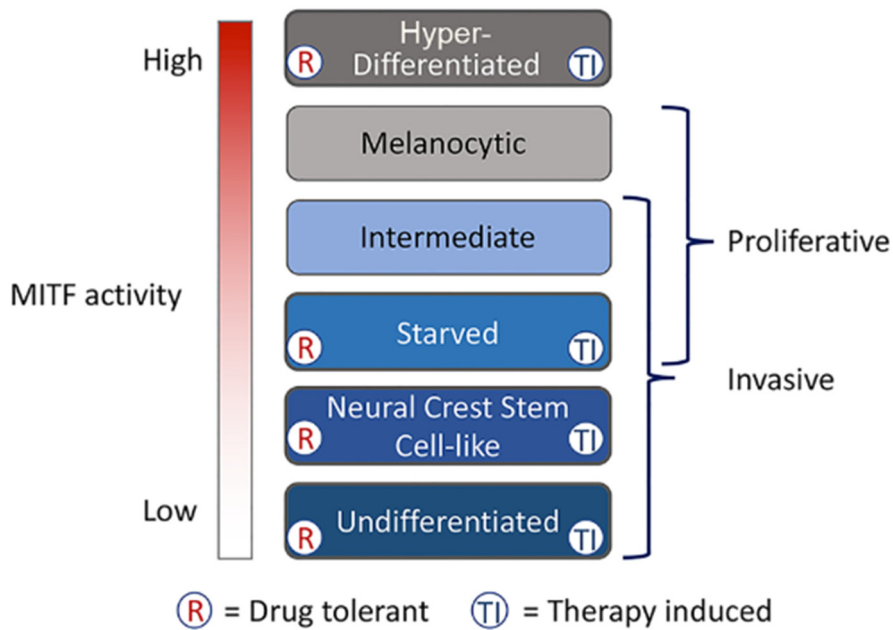 High
Hyper-
Differentiated
R
TI
Melanocytic
Intermediate
Proliferative
MITF activity
Starved
R
TI
Invasive
Neural Crest Stem
Cell-like
R
TI
Low
Undifferentiated
R
TI
R = Drug tolerant
TI = Therapy induced